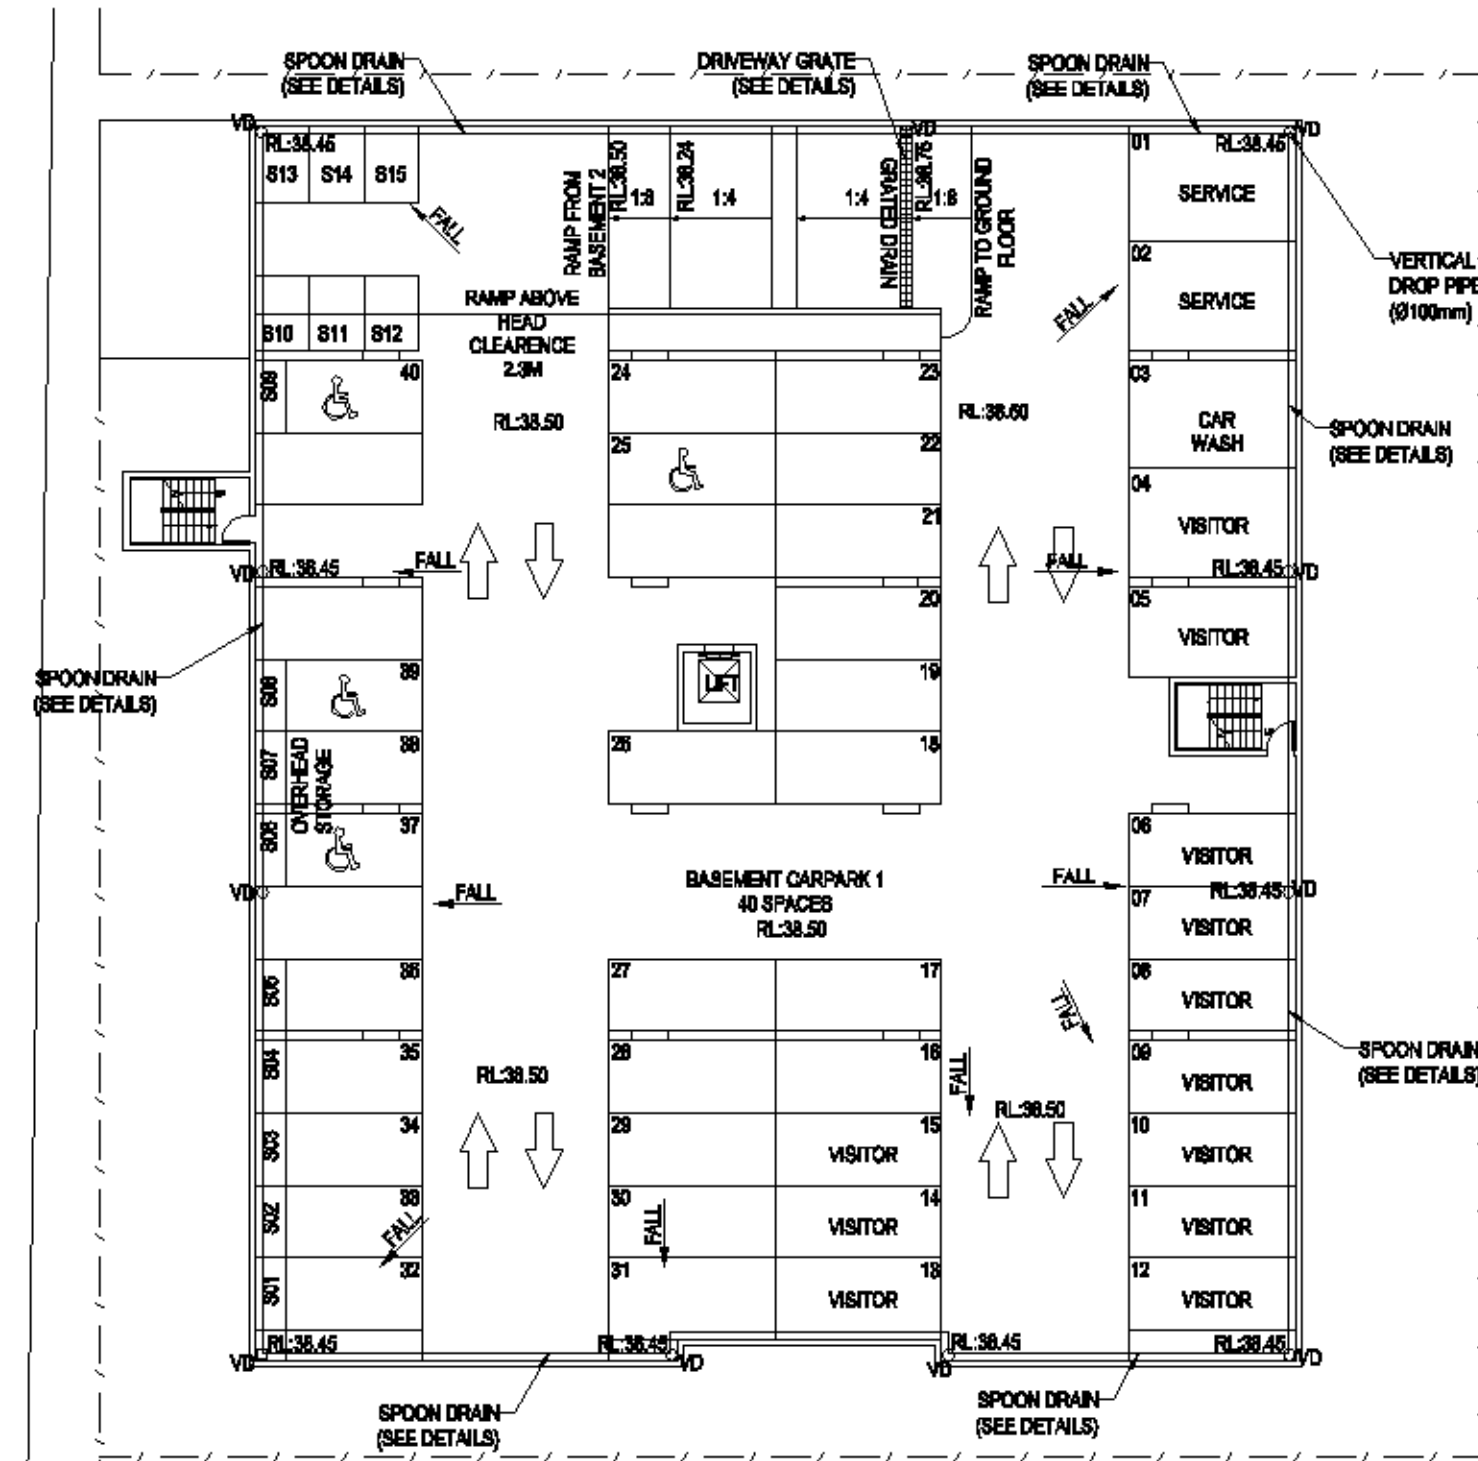 SPOON DRAIN
(SEE DETAILS)
DRIVEWAY GRATE
(SEE DETAILS)
SPOON DRAIN
(SEE DETAILS)
VD
RL:38.45
S13
S14
S15
FALL
RAMP FROM
BASEMENT 2
RL:38.50
1:8
RL:38.24
1:4
1:4
GRATED DRAIN
VD
RL:38.75
1:8
RAMP TO GROUND
FLOOR
01
RL:38.45
VD
SERVICE
02
SERVICE
FALL
VERTICAL
DROP PIPE
(Ø100mm)
RAMP ABOVE
HEAD
CLEARENCE
2.3M
S10
S11
S12
S09
40
RL:38.50
24
23
RL:38.60
03
CAR
WASH
SPOON DRAIN
(SEE DETAILS)
25
22
04
VISITOR
21
VD
RL:38.45
FALL
FALL
RL:38.45
VD
20
05
VISITOR
SPOON DRAIN
(SEE DETAILS)
S08
39
LIFT
19
S07
38
OVERHEAD
STORAGE
26
18
S06
37
06
VISITOR
VD
FALL
BASEMENT CARPARK 1
40 SPACES
RL:38.50
FALL
RL:38.45
VD
07
VISITOR
S05
36
27
17
08
VISITOR
FALL
S04
35
RL:38.50
28
16
FALL
09
VISITOR
SPOON DRAIN
(SEE DETAILS)
S03
34
29
15
VISITOR
RL:38.50
10
VISITOR
S02
33
FALL
30
FALL
14
VISITOR
11
VISITOR
S01
32
31
13
VISITOR
12
VISITOR
VD
RL:38.45
RL:38.45
VD
RL:38.45
VD
RL:38.45
VD
SPOON DRAIN
(SEE DETAILS)
SPOON DRAIN
(SEE DETAILS)